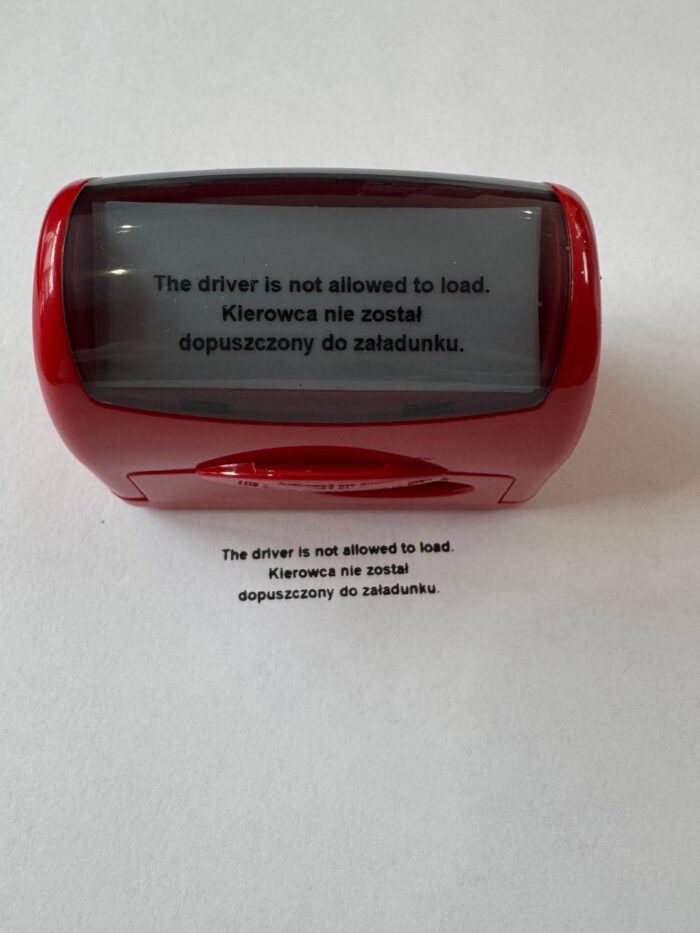 The driver is not allowed to load.
Kierowca nie został
dopuszczony do załadunku.
The driver is not allowed to load.
Kierowca nie został
dopuszczony do załadunku.